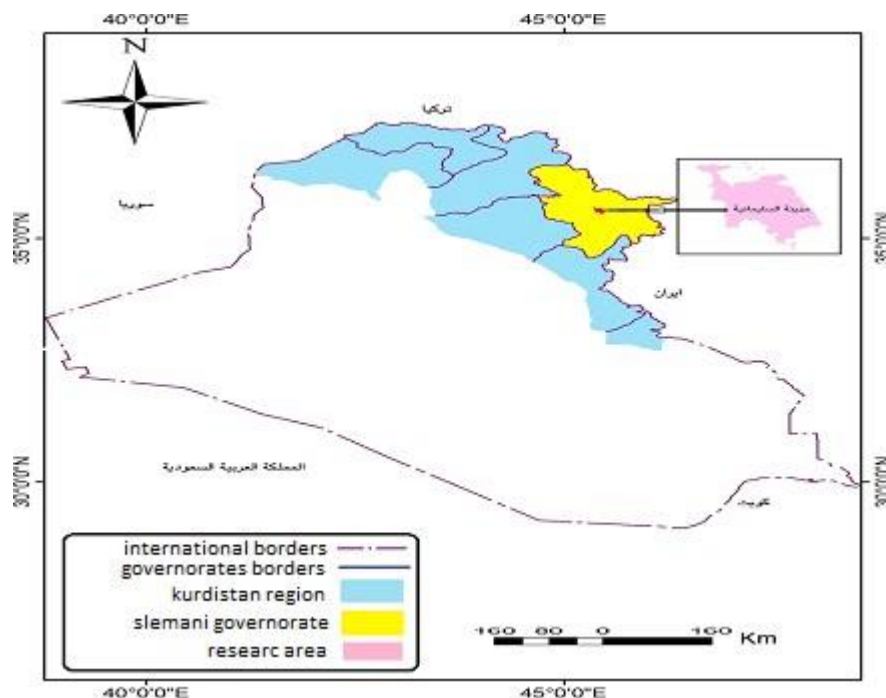 40°0'0"E 45°0'0"E
N
تركيا
سوريا
مدينة السليمانية
35°0'0"N 35°0'0"N
ايران
المملكة العربية السعودية
30°0'0"N 30°0'0"N
كويت
international borders
governorates borders
kurdistan region
slemani governorate
researc area
160 80 0 160 Km
40°0'0"E 45°0'0"E